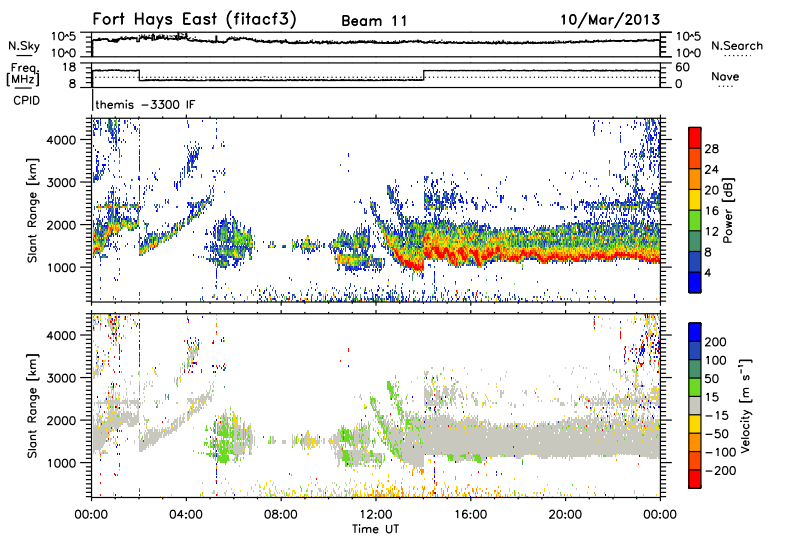 Fort Hays East (fitacf3) Beam 11 10/Mar/2013
N.Sky 10^5 10^0 10^5 10^0 N.Search
Freq. [MHz] 18 8 60 0 Nave
CPID themis -3300 IF
Slant Range [km] 4000 3000 2000 1000
Power [dB] 28 24 20 16 12 8 4
Slant Range [km] 4000 3000 2000 1000
Velocity [m s⁻¹] 200 100 50 15 -15 -50 -100 -200
00:00 04:00 08:00 12:00 16:00 20:00 00:00
Time UT